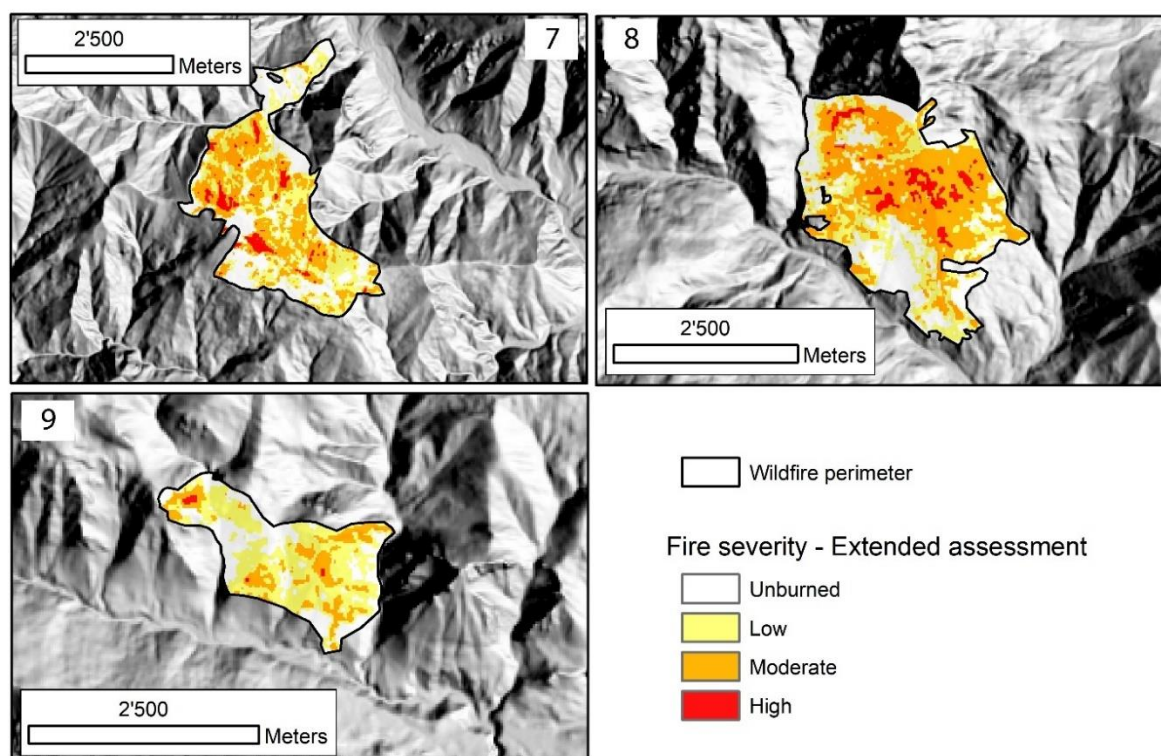 2'500
Meters
7
8
2'500
Meters
9
2'500
Meters
Wildfire perimeter
Fire severity - Extended assessment
Unburned
Low
Moderate
High